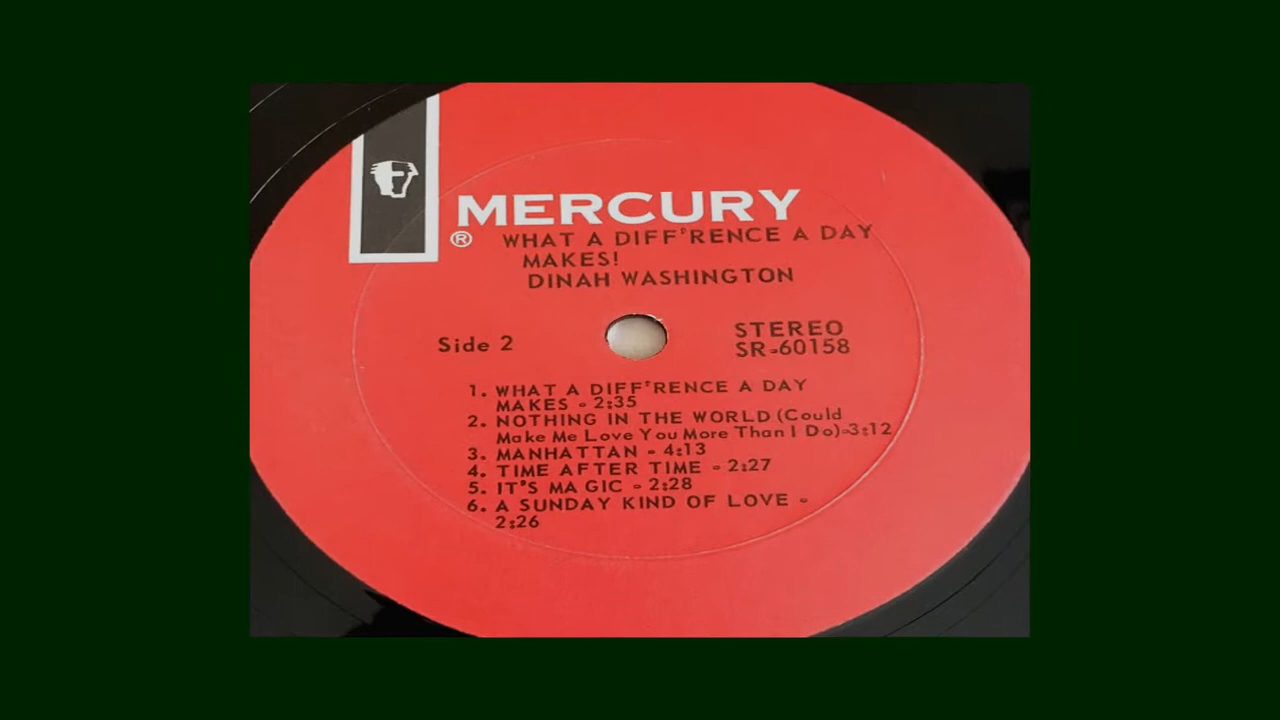 MERCURY
® WHAT A DIFF'RENCE A DAY
MAKES!
DINAH WASHINGTON
Side 2
STEREO
SR-60158
1. WHAT A DIFF'RENCE A DAY
MAKES - 2:35
2. NOTHING IN THE WORLD (Could
Make Me Love You More Than I Do)-3:12
3. MANHATTAN - 4:13
4. TIME AFTER TIME - 2:27
5. IT'S MAGIC - 2:28
6. A SUNDAY KIND OF LOVE -
2:26